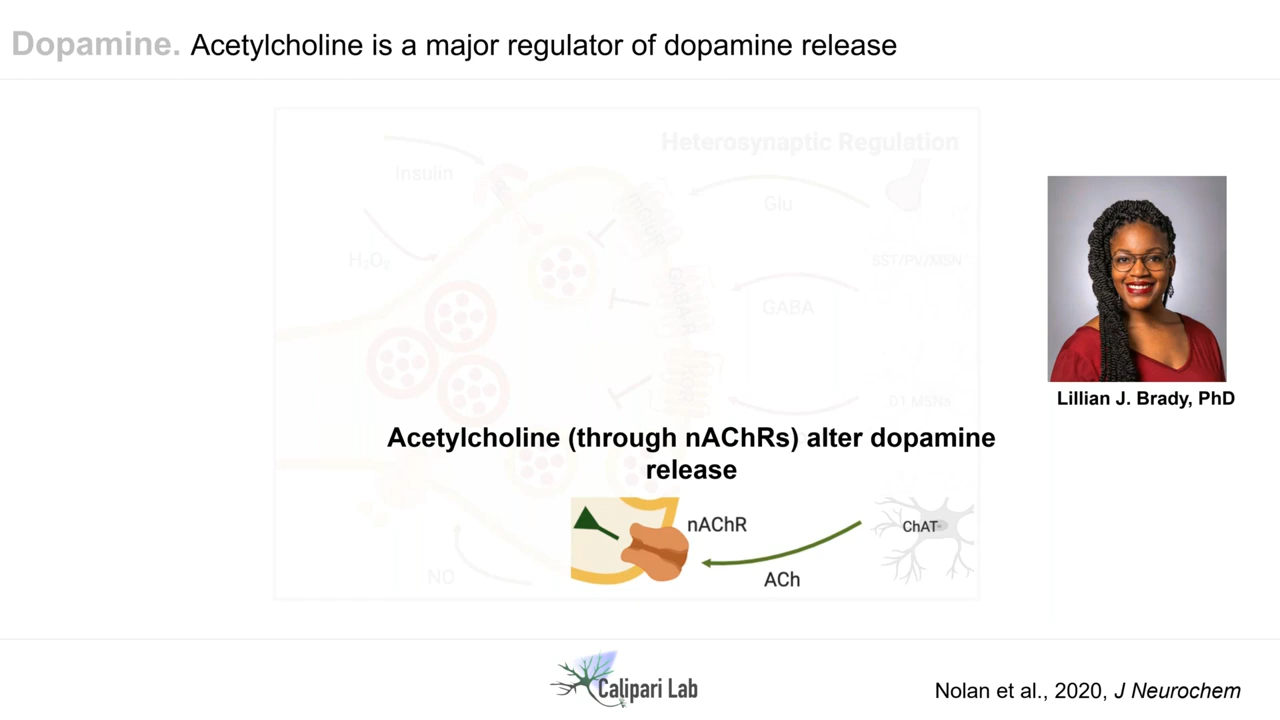 Dopamine. Acetylcholine is a major regulator of dopamine release
Heterosynaptic Regulation
Insulin
Glu
H₂O₂
SST/PV/MSN
GABA
D1 MSNs
Lillian J. Brady, PhD
Acetylcholine (through nAChRs) alter dopamine
release
nAChR
ChAT
ACh
NO
Calipari Lab
Nolan et al., 2020, J Neurochem